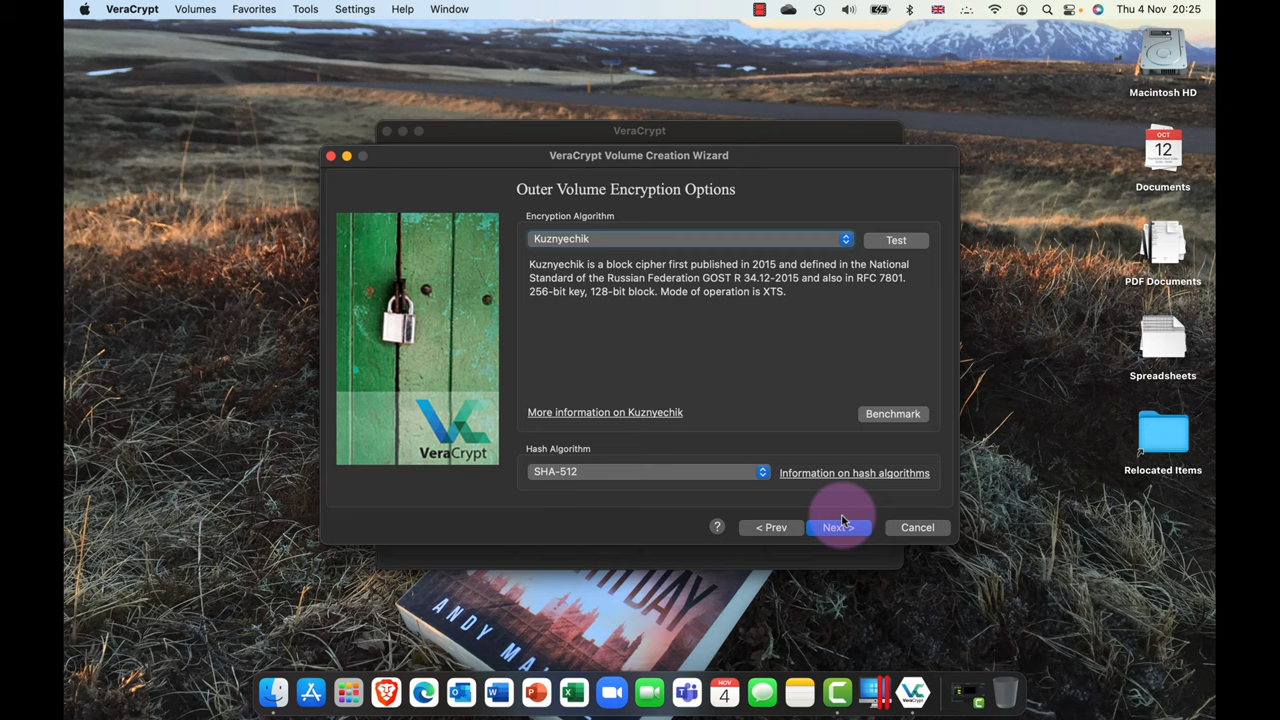 VeraCrypt Volumes Favorites Tools Settings Help Window Thu 4 Nov 20:25
Macintosh HD
OCT
12
Documents
PDF Documents
Spreadsheets
Relocated Items
VeraCrypt
VeraCrypt Volume Creation Wizard
Outer Volume Encryption Options
Encryption Algorithm
Kuznyechik
Test
Kuznyechik is a block cipher first published in 2015 and defined in the National
Standard of the Russian Federation GOST R 34.12-2015 and also in RFC 7801.
256-bit key, 128-bit block. Mode of operation is XTS.
More information on Kuznyechik
Benchmark
Hash Algorithm
SHA-512
Information on hash algorithms
VeraCrypt
? < Prev Next > Cancel
DAY
ANDY
NOV
4